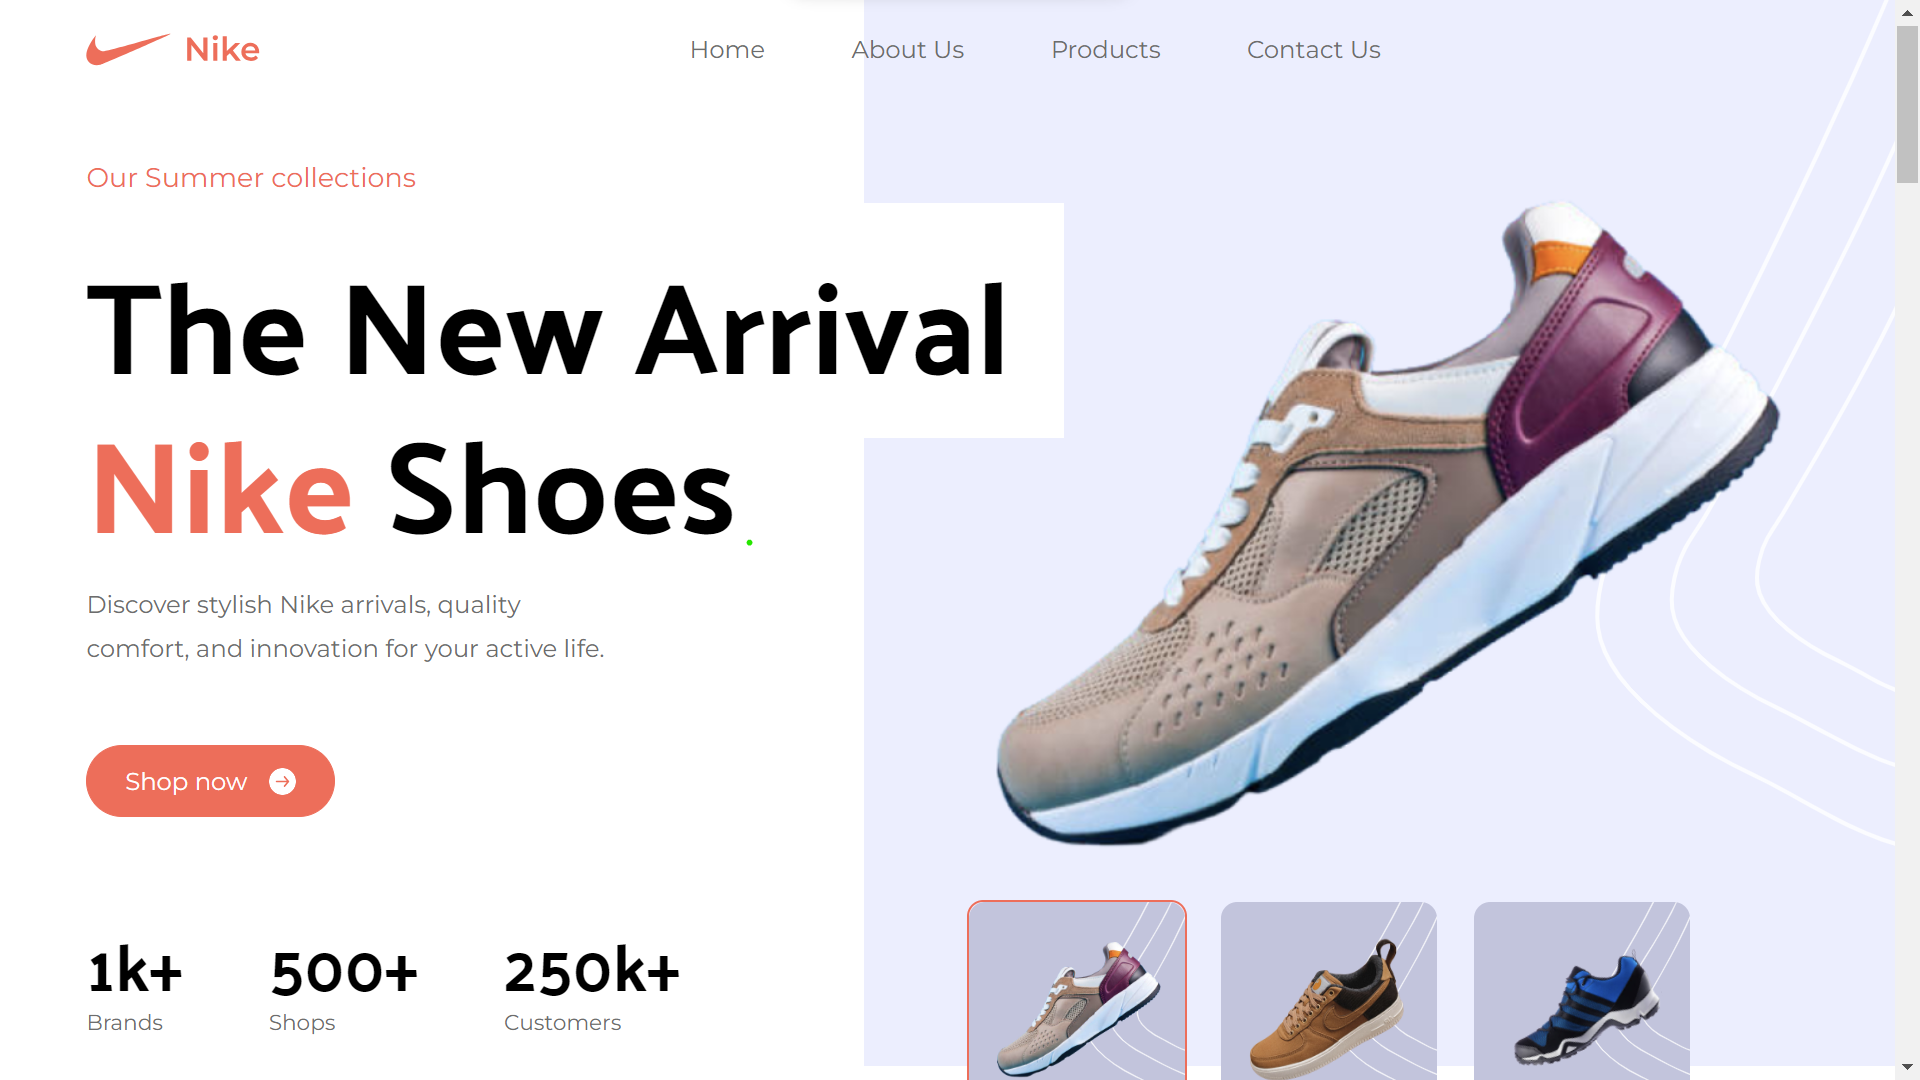 Nike
Home
About Us
Products
Contact Us
Our Summer collections
The New Arrival
Nike Shoes
Discover stylish Nike arrivals, quality
comfort, and innovation for your active life.
Shop now
1k+
Brands
500+
Shops
250k+
Customers